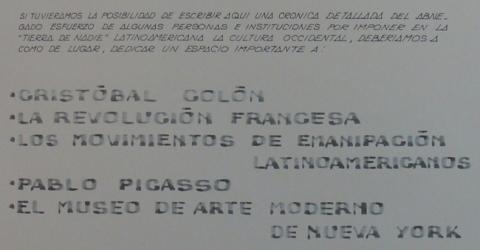 SI TUVIERAMOS LA POSIBILIDAD DE ESCRIBIR AQUI UNA CRONICA DETALLADA DEL ABNE-
GADO ESFUERZO DE ALGUNAS PERSONAS E INSTITUCIONES POR IMPONER EN LA
"TIERRA DE NADIE" LATINOAMERICANA LA CULTURA OCCIDENTAL, DEBERIAMOS A
COMO DE LUGAR, DEDICAR UN ESPACIO IMPORTANTE A:
•CRISTÓBAL COLÓN
•LA REVOLUCIÓN FRANCESA
•LOS MOVIMIENTOS DE EMANIPACIÓN
LATINOAMERICANOS
•PABLO PICASSO
•EL MUSEO DE ARTE MODERNO
DE NUEVA YORK